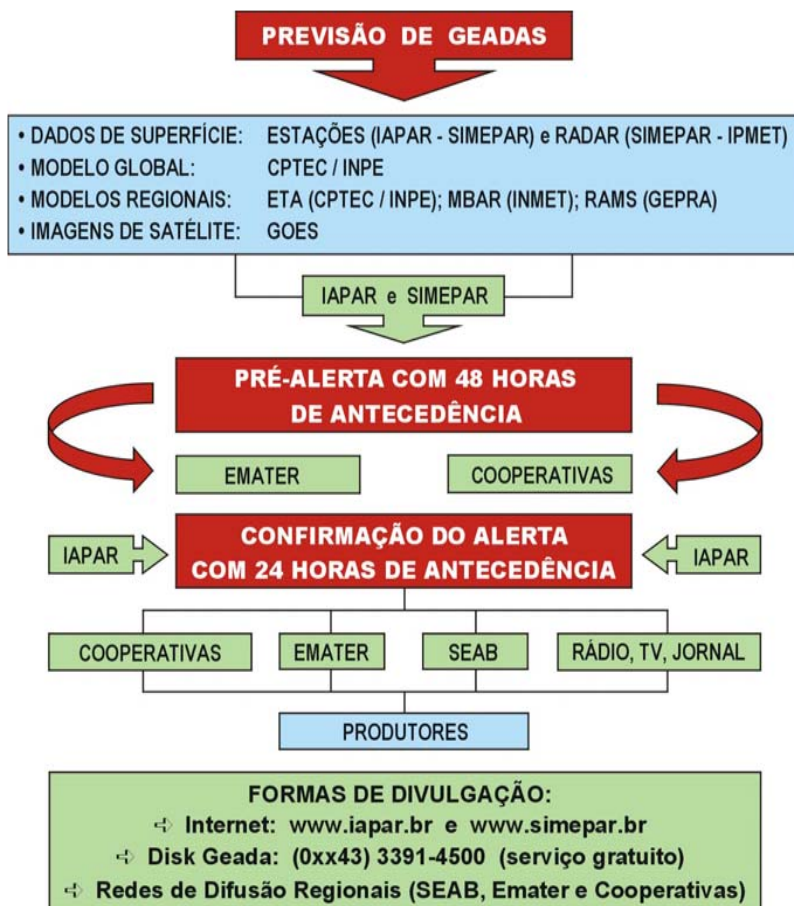 PREVISÃO DE GEADAS
• DADOS DE SUPERFÍCIE: ESTAÇÕES (IAPAR - SIMEPAR) e RADAR (SIMEPAR - IPMET)
• MODELO GLOBAL: CPTEC / INPE
• MODELOS REGIONAIS: ETA (CPTEC / INPE); MBAR (INMET); RAMS (GEPRA)
• IMAGENS DE SATÉLITE: GOES
IAPAR e SIMEPAR
PRÉ-ALERTA COM 48 HORAS
DE ANTECEDÊNCIA
EMATER COOPERATIVAS
CONFIRMAÇÃO DO ALERTA
COM 24 HORAS DE ANTECEDÊNCIA
IAPAR IAPAR
COOPERATIVAS EMATER SEAB RÁDIO, TV, JORNAL
PRODUTORES
FORMAS DE DIVULGAÇÃO:
➪ Internet: www.iapar.br e www.simepar.br
➪ Disk Geada: (0xx43) 3391-4500 (serviço gratuito)
➪ Redes de Difusão Regionais (SEAB, Emater e Cooperativas)